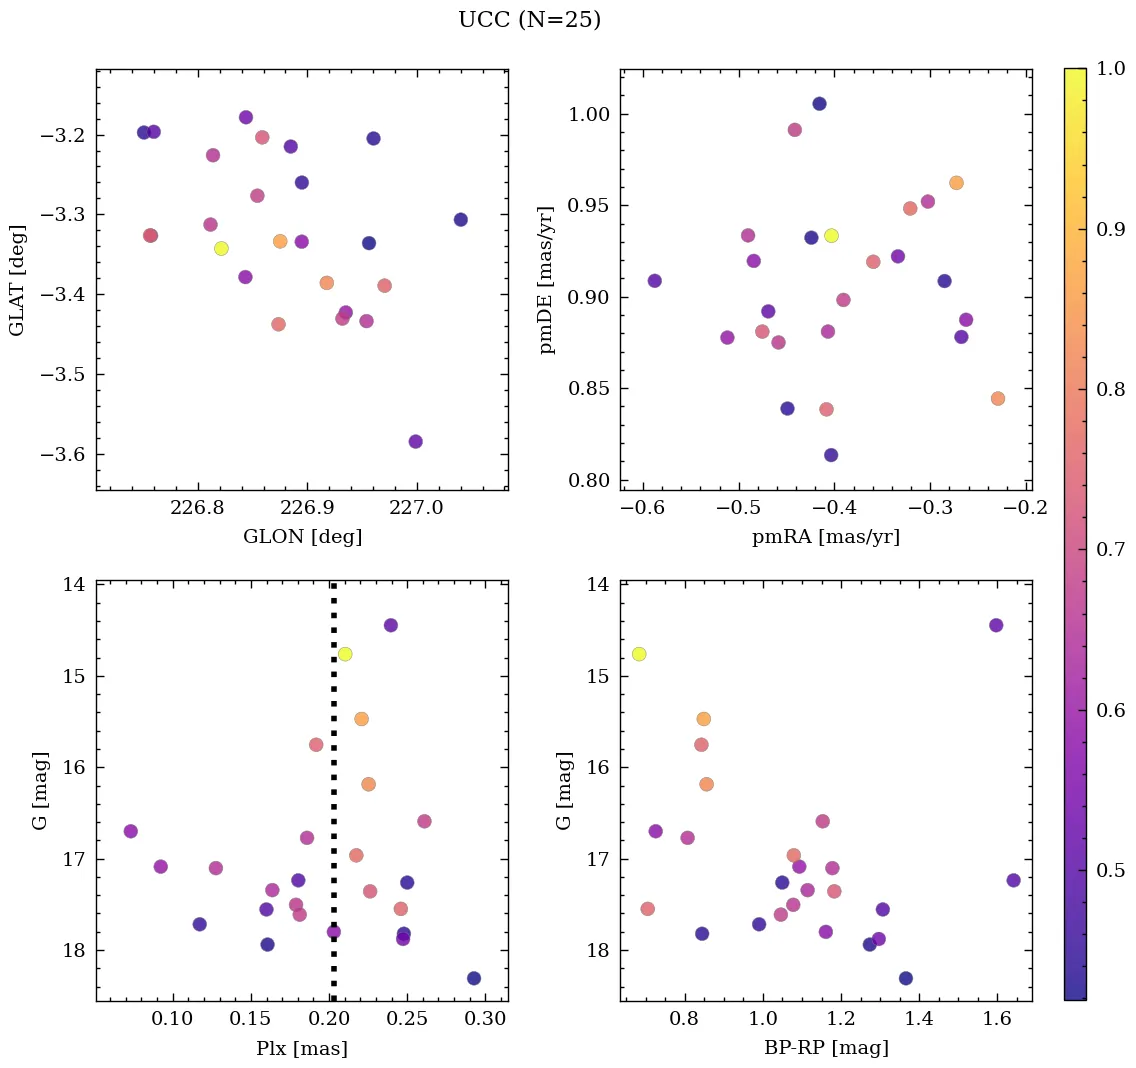 UCC (N=25)
−3.2
−3.3
−3.4
−3.5
−3.6
GLAT [deg]
226.8 226.9 227.0
GLON [deg]
1.00
0.95
0.90
0.85
0.80
pmDE [mas/yr]
−0.6 −0.5 −0.4 −0.3 −0.2
pmRA [mas/yr]
14
15
16
17
18
G [mag]
0.10 0.15 0.20 0.25 0.30
Plx [mas]
14
15
16
17
18
G [mag]
0.8 1.0 1.2 1.4 1.6
BP-RP [mag]
1.0
0.9
0.8
0.7
0.6
0.5